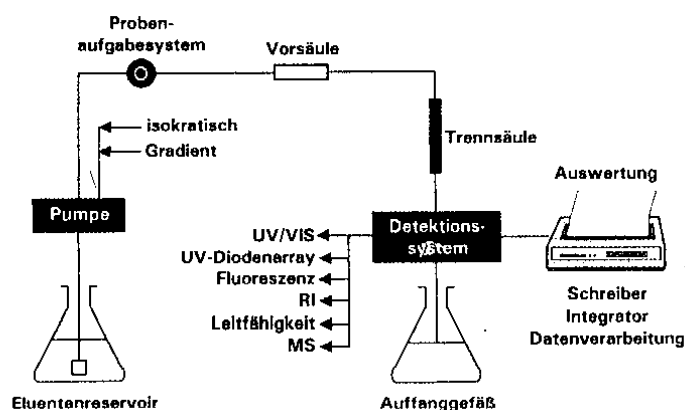 Proben-
aufgabesystem
Vorsäule
isokratisch
Gradient
Trennsäule
Pumpe
Auswertung
Detektions-
system
UV/VIS
UV-Diodenarray
Fluoreszenz
RI
Leitfähigkeit
MS
Schreiber
Integrator
Datenverarbeitung
Eluentenreservoir
Auffanggefäß